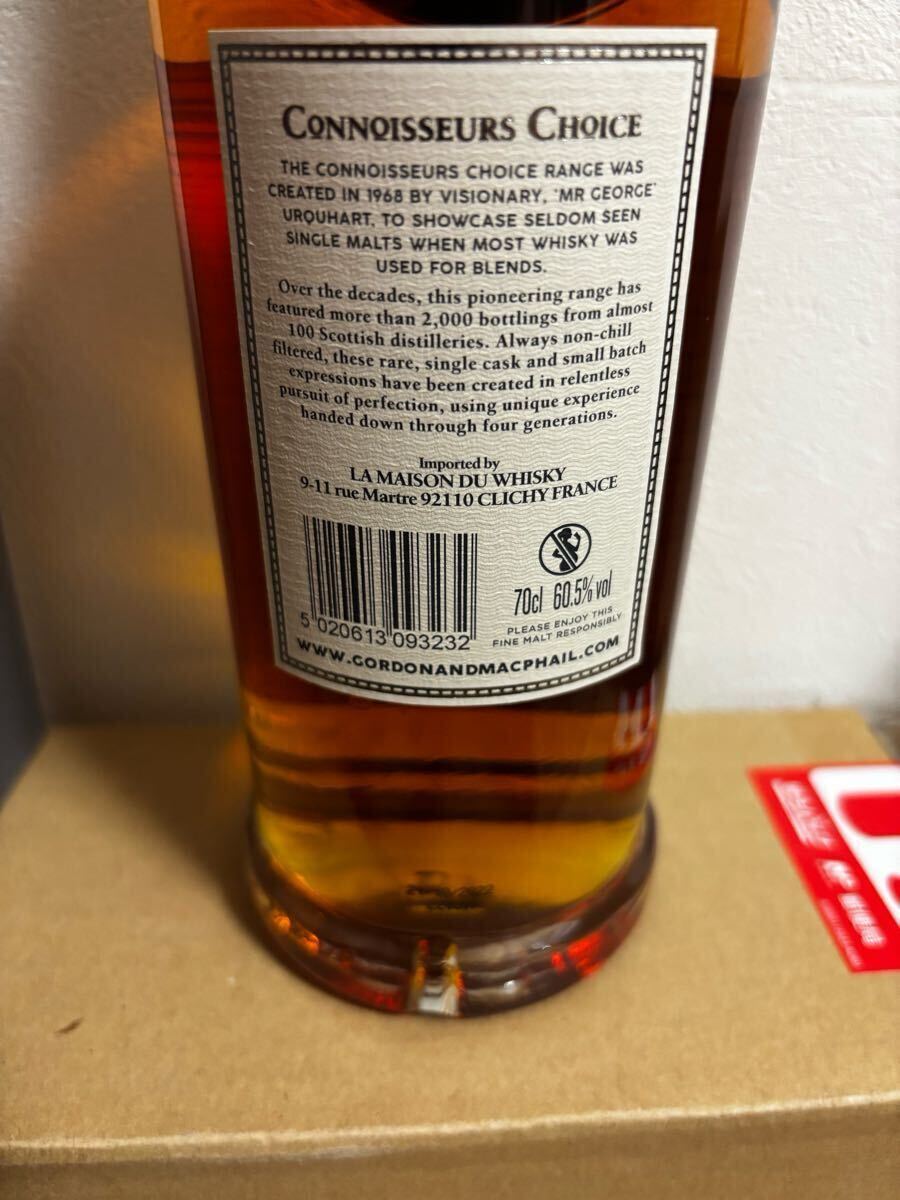 CONNOISSEURS CHOICE
THE CONNOISSEURS CHOICE RANGE WAS
CREATED IN 1968 BY VISIONARY, 'MR GEORGE'
URQUHART, TO SHOWCASE SELDOM SEEN
SINGLE MALTS WHEN MOST WHISKY WAS
USED FOR BLENDS.
Over the decades, this pioneering range has
featured more than 2,000 bottlings from almost
100 Scottish distilleries. Always non-chill
filtered, these rare, single cask and small batch
expressions have been created in relentless
pursuit of perfection, using unique experience
handed down through four generations.
Imported by
LA MAISON DU WHISKY
9-11 rue Martre 92110 CLICHY FRANCE
70cl 60.5% vol
PLEASE ENJOY THIS
FINE MALT RESPONSIBLY
5 020613 093232
WWW.GORDONANDMACPHAIL.COM